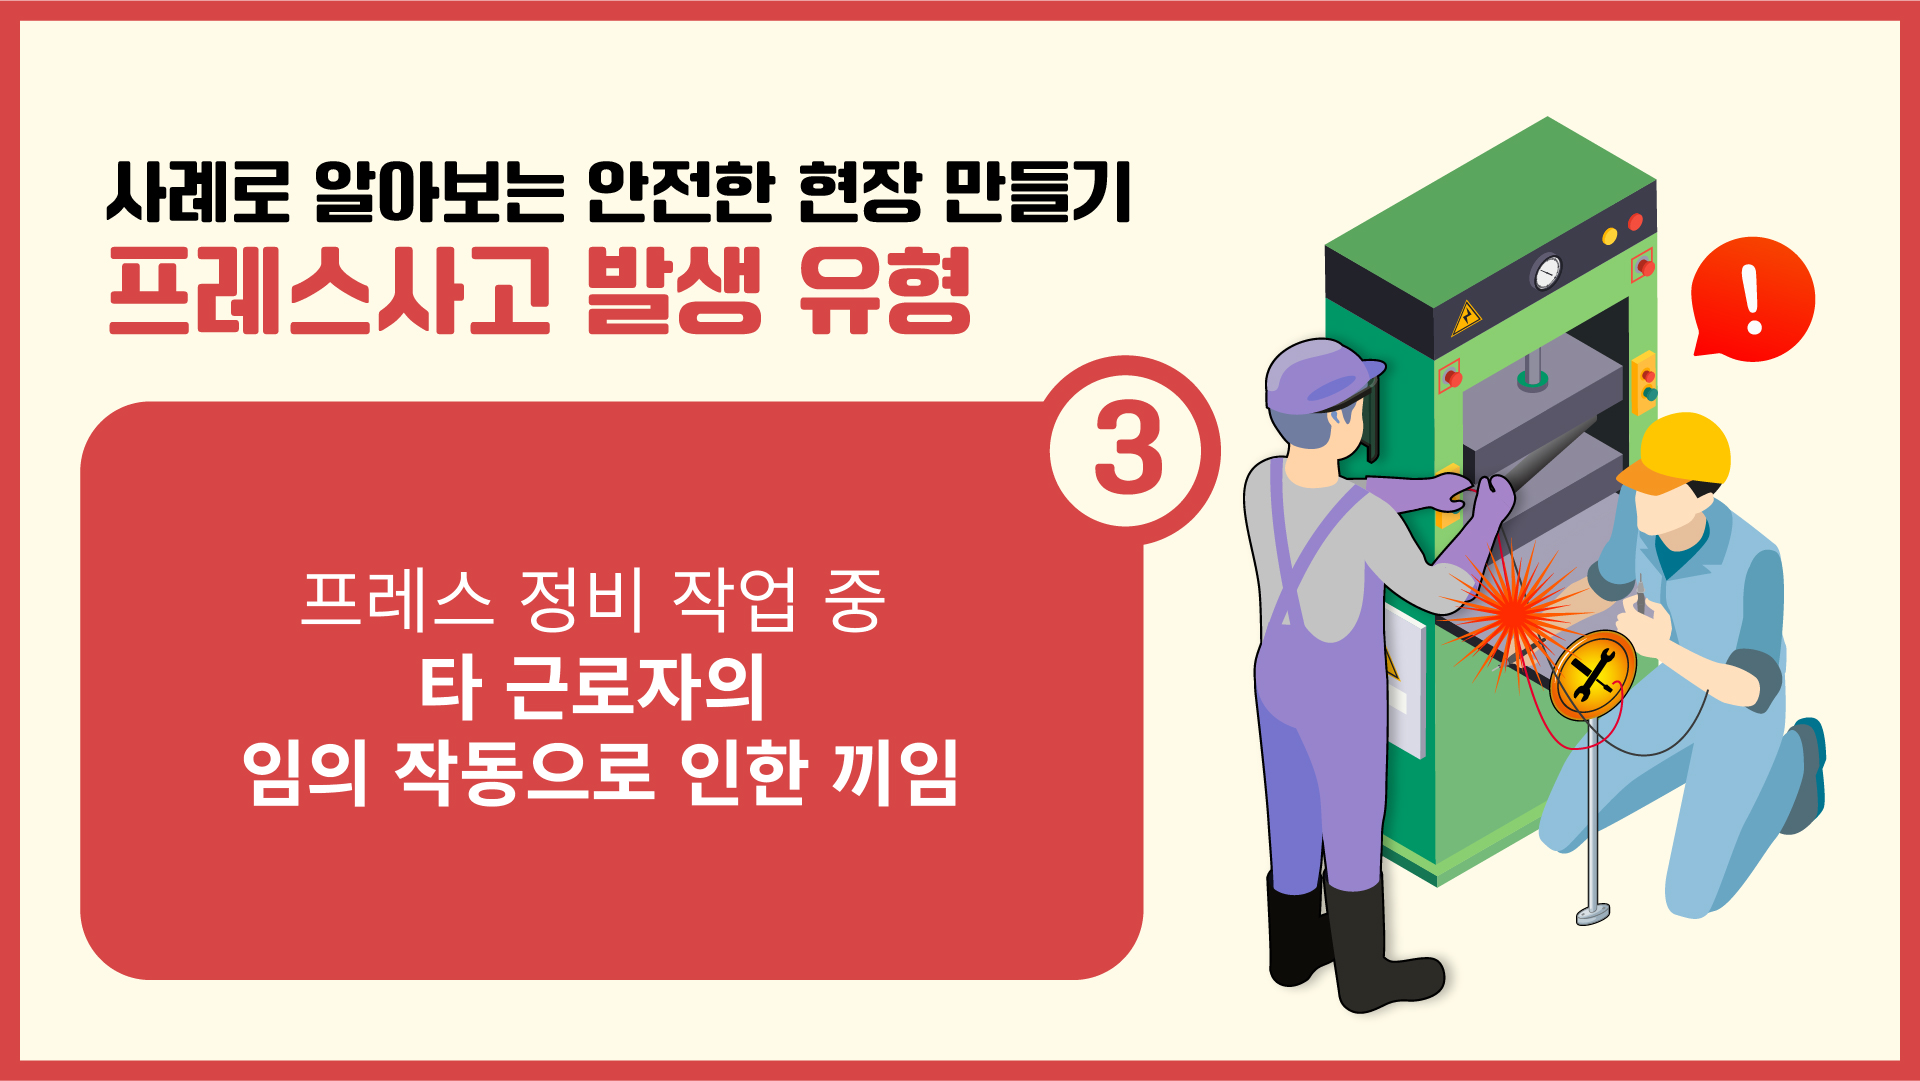 사례로 알아보는 안전한 현장 만들기
프레스사고 발생 유형
3
프레스 정비 작업 중
타 근로자의
임의 작동으로 인한 끼임
!